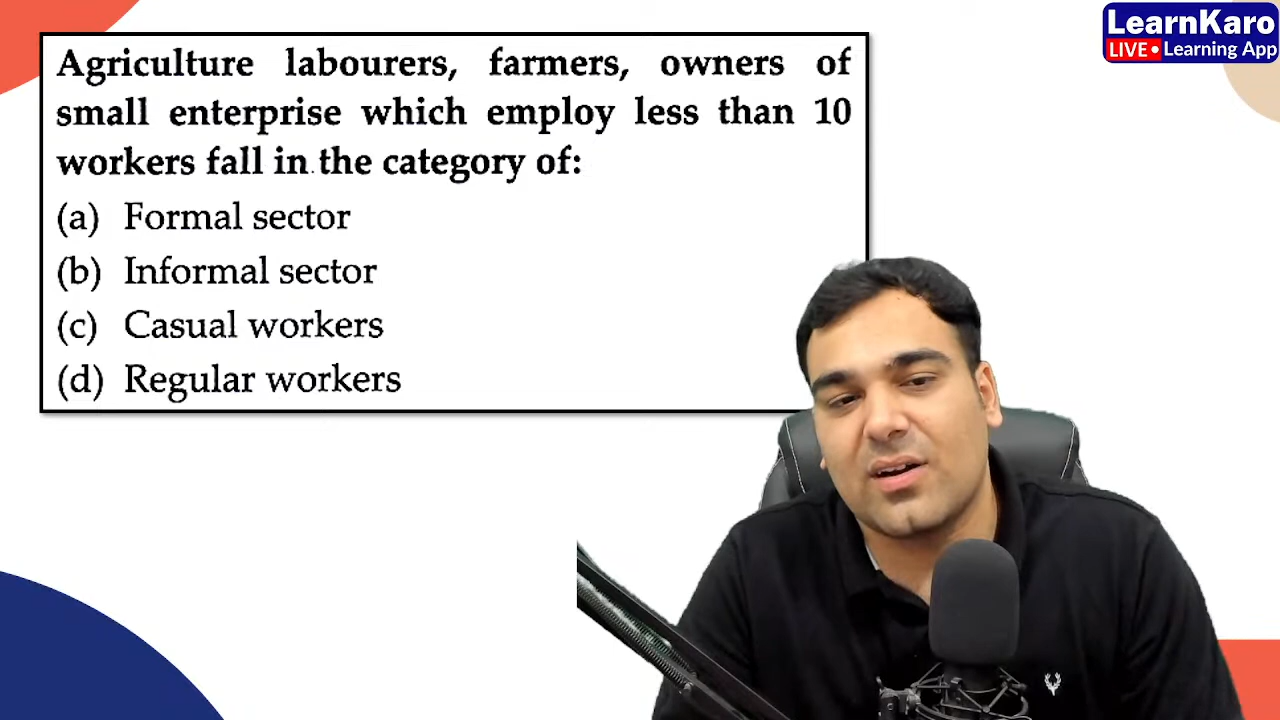 LearnKaro
LIVE • Learning App
Agriculture labourers, farmers, owners of
small enterprise which employ less than 10
workers fall in the category of:
(a) Formal sector
(b) Informal sector
(c) Casual workers
(d) Regular workers